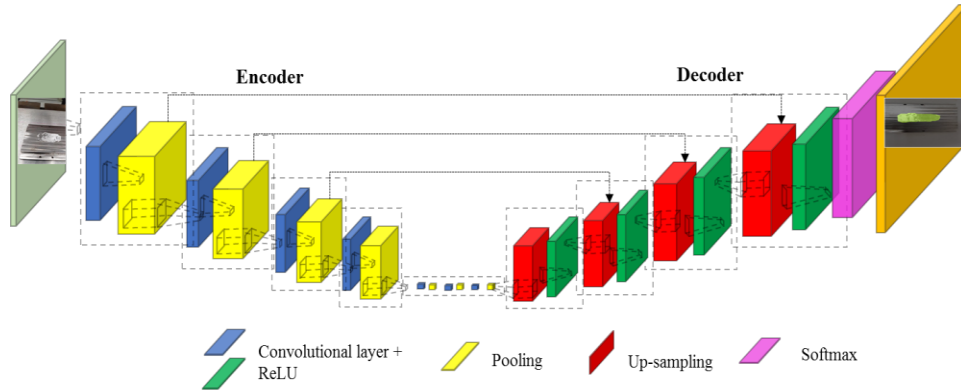 Encoder
Decoder
Convolutional layer +
ReLU
Pooling
Up-sampling
Softmax